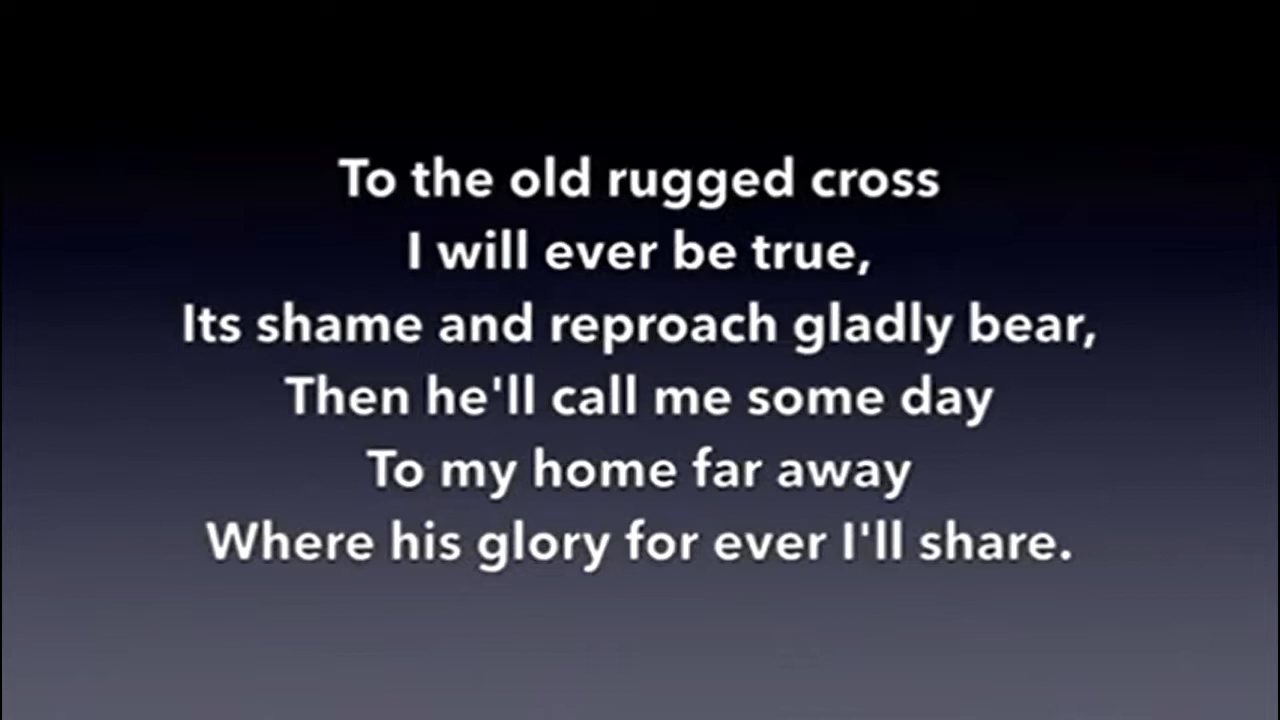 To the old rugged cross
I will ever be true,
Its shame and reproach gladly bear,
Then he'll call me some day
To my home far away
Where his glory for ever I'll share.